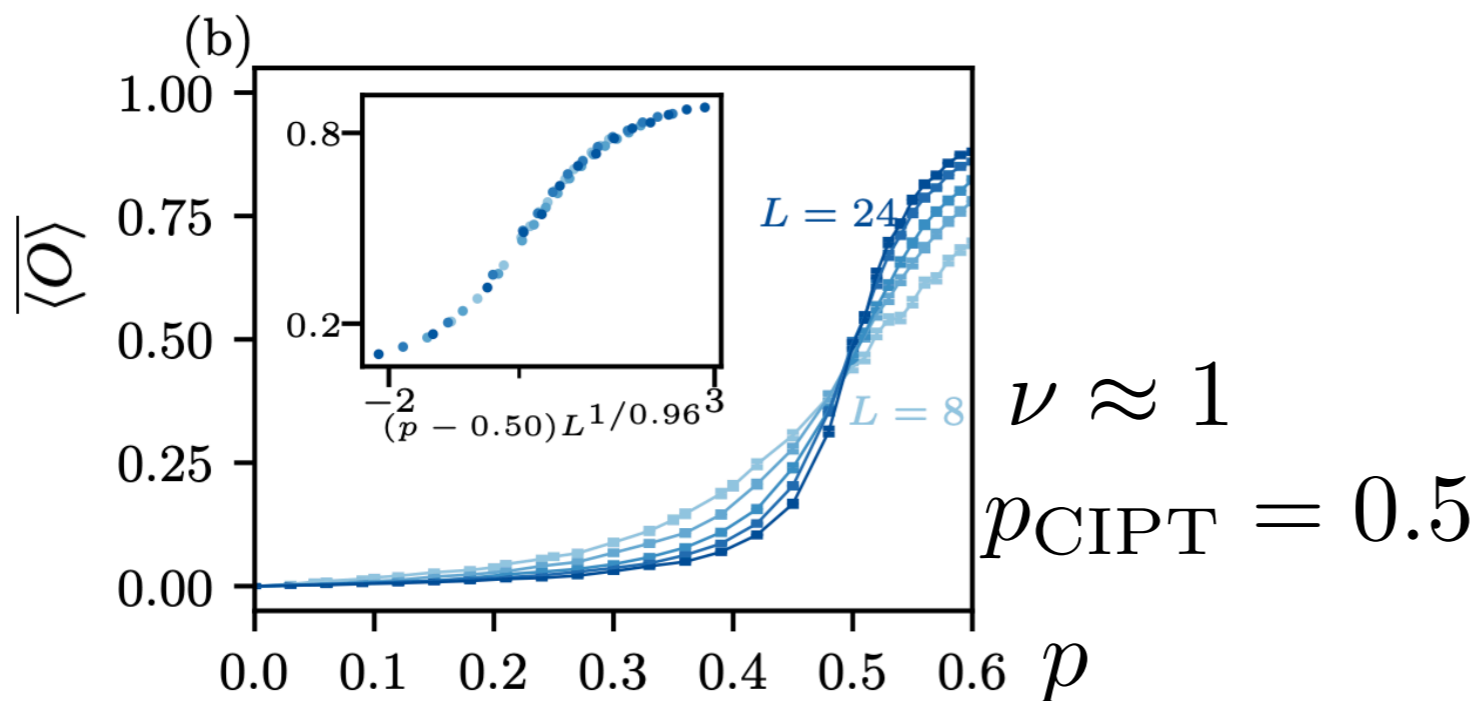 (b)
1.00
0.75
0.50
0.25
0.00
⟨O⟩
0.8
0.2
−2
3
(p − 0.50)L^{1/0.96}
L = 24
L = 8
ν ≈ 1
p_{CIPT} = 0.5
0.0 0.1 0.2 0.3 0.4 0.5 0.6
p